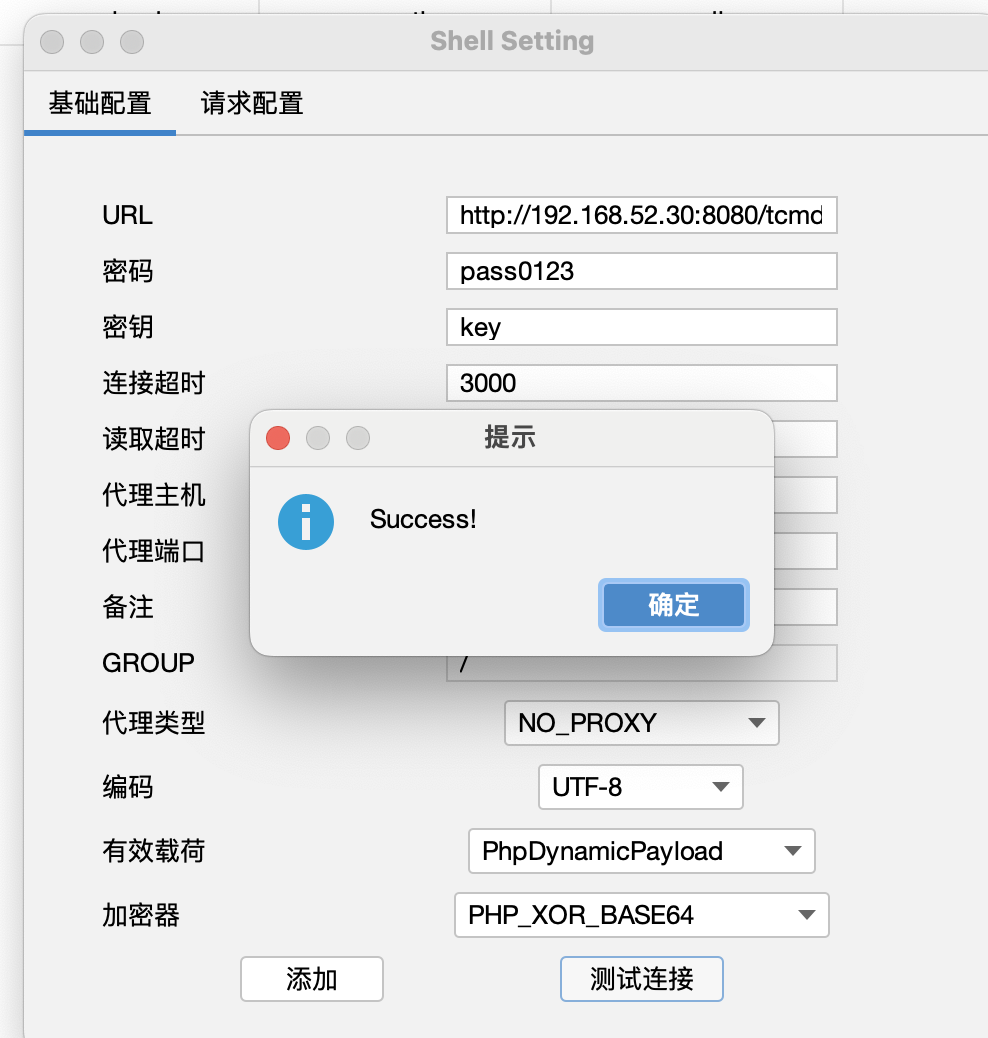 Shell Setting
基础配置 请求配置
URL http://192.168.52.30:8080/tcmd
密码 pass0123
密钥 key
连接超时 3000
读取超时
提示
代理主机
Success!
代理端口
备注
确定
GROUP /
代理类型 NO_PROXY
编码 UTF-8
有效载荷 PhpDynamicPayload
加密器 PHP_XOR_BASE64
添加 测试连接